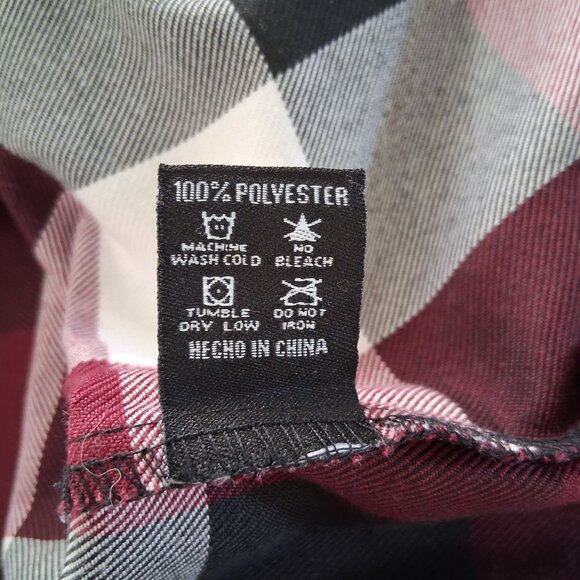 100% POLYESTER
MACHINE
WASH COLD
NO
BLEACH
TUMBLE
DRY LOW
DO NOT
IRON
HECHO IN CHINA